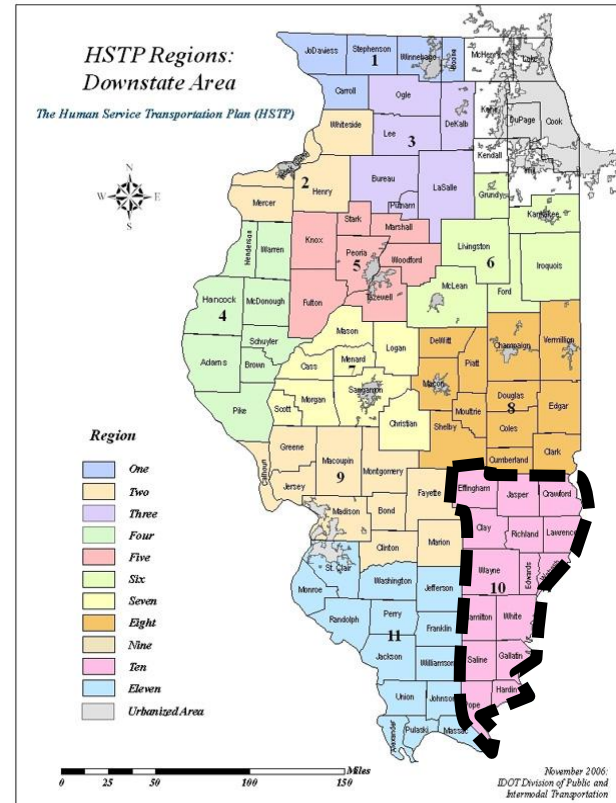 HSTP Regions:
Downstate Area
The Human Service Transportation Plan (HSTP)
N
W E
S
JoDaviess Stephenson Winnebago Boone McHenry Lake
1
Carroll Ogle DeKalb Kane DuPage Cook
Whiteside Lee
3
Kendall
2
Henry Bureau LaSalle Grundy
Mercer Putnam
Stark Marshall Kankakee
Henderson Warren Knox Peoria Livingston
5 Woodford 6
Iroquois
Hancock McDonough Fulton Tazewell McLean Ford
4
Schuyler Mason Logan DeWitt Champaign Vermillion
Adams Brown Cass Menard Piatt
7
Macon
Sangamon Douglas
Pike Scott Morgan Moultrie 8 Edgar
Christian Shelby Coles
Greene Macoupin Cumberland Clark
Calhoun Montgomery
Jersey 9 Fayette Effingham Jasper Crawford
Madison Bond
Clay Richland Lawrence
Clinton Marion
St. Clair Wayne Edwards
Washington Jefferson 10
Monroe
Randolph Perry Franklin White
11
Jackson Williamson Saline Gallatin
Hardin
Union Johnson
Alexander Pulaski Massac
Region
One
Two
Three
Four
Five
Six
Seven
Eight
Nine
Ten
Eleven
Urbanized Area
Miles
0 25 50 100 150
November 2006:
IDOT Division of Public and
Intermodal Transportation